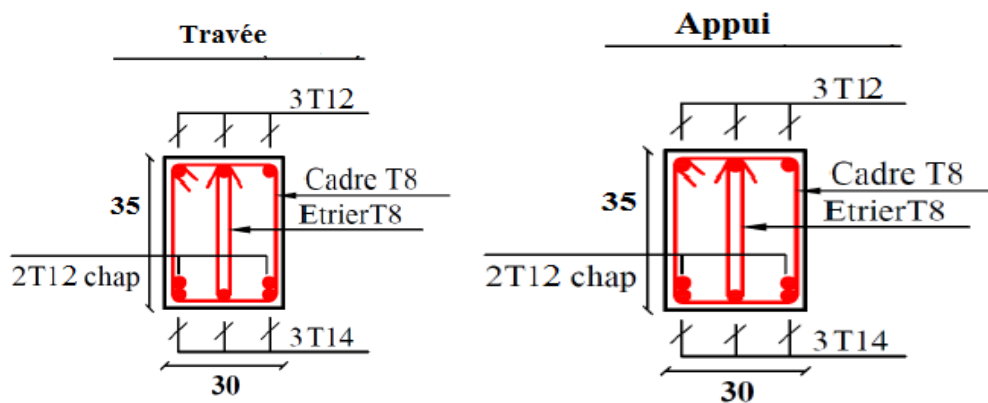 Travée
3T12
Cadre T8
EtrierT8
35
2T12 chap
3T14
30
Appui
3T12
Cadre T8
EtrierT8
35
2T12 chap
3T14
30